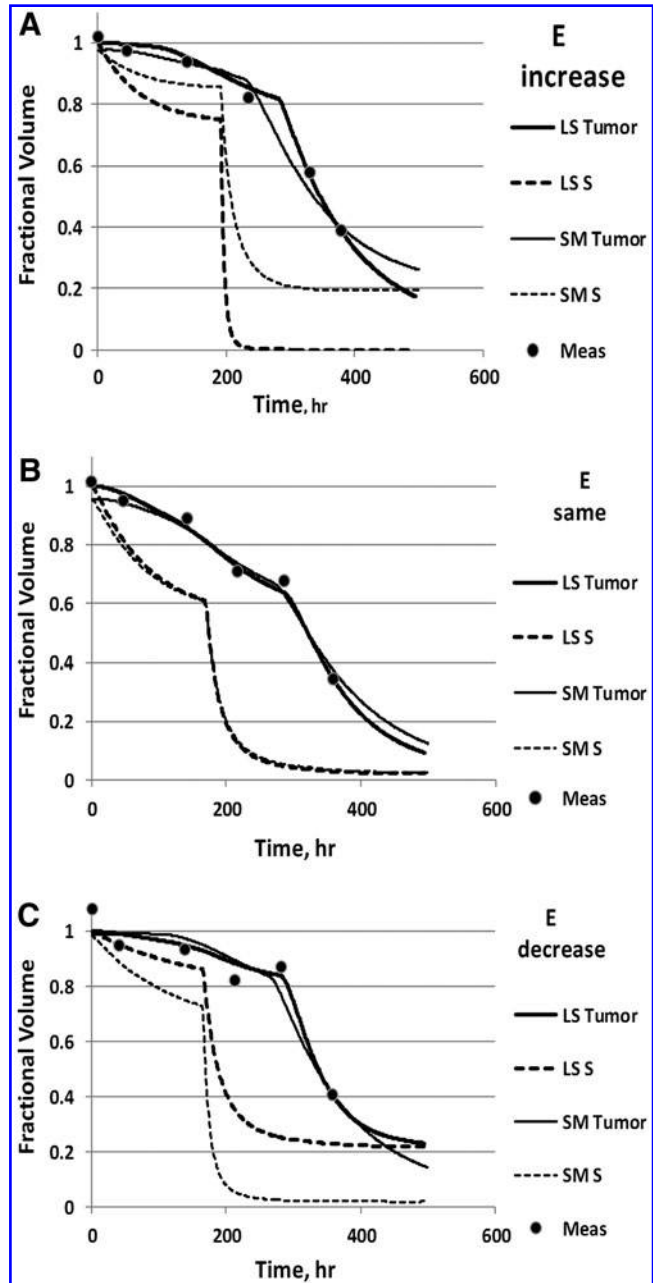 A
E
increase
1
0.8
0.6
0.4
0.2
0
0 200 400 600
Fractional Volume
Time, hr
LS Tumor
LS S
SM Tumor
SM S
Meas
B
E
same
1
0.8
0.6
0.4
0.2
0
0 200 400 600
Fractional Volume
Time, hr
LS Tumor
LS S
SM Tumor
SM S
Meas
C
E
decrease
1
0.8
0.6
0.4
0.2
0
0 200 400 600
Fractional Volume
Time, hr
LS Tumor
LS S
SM Tumor
SM S
Meas